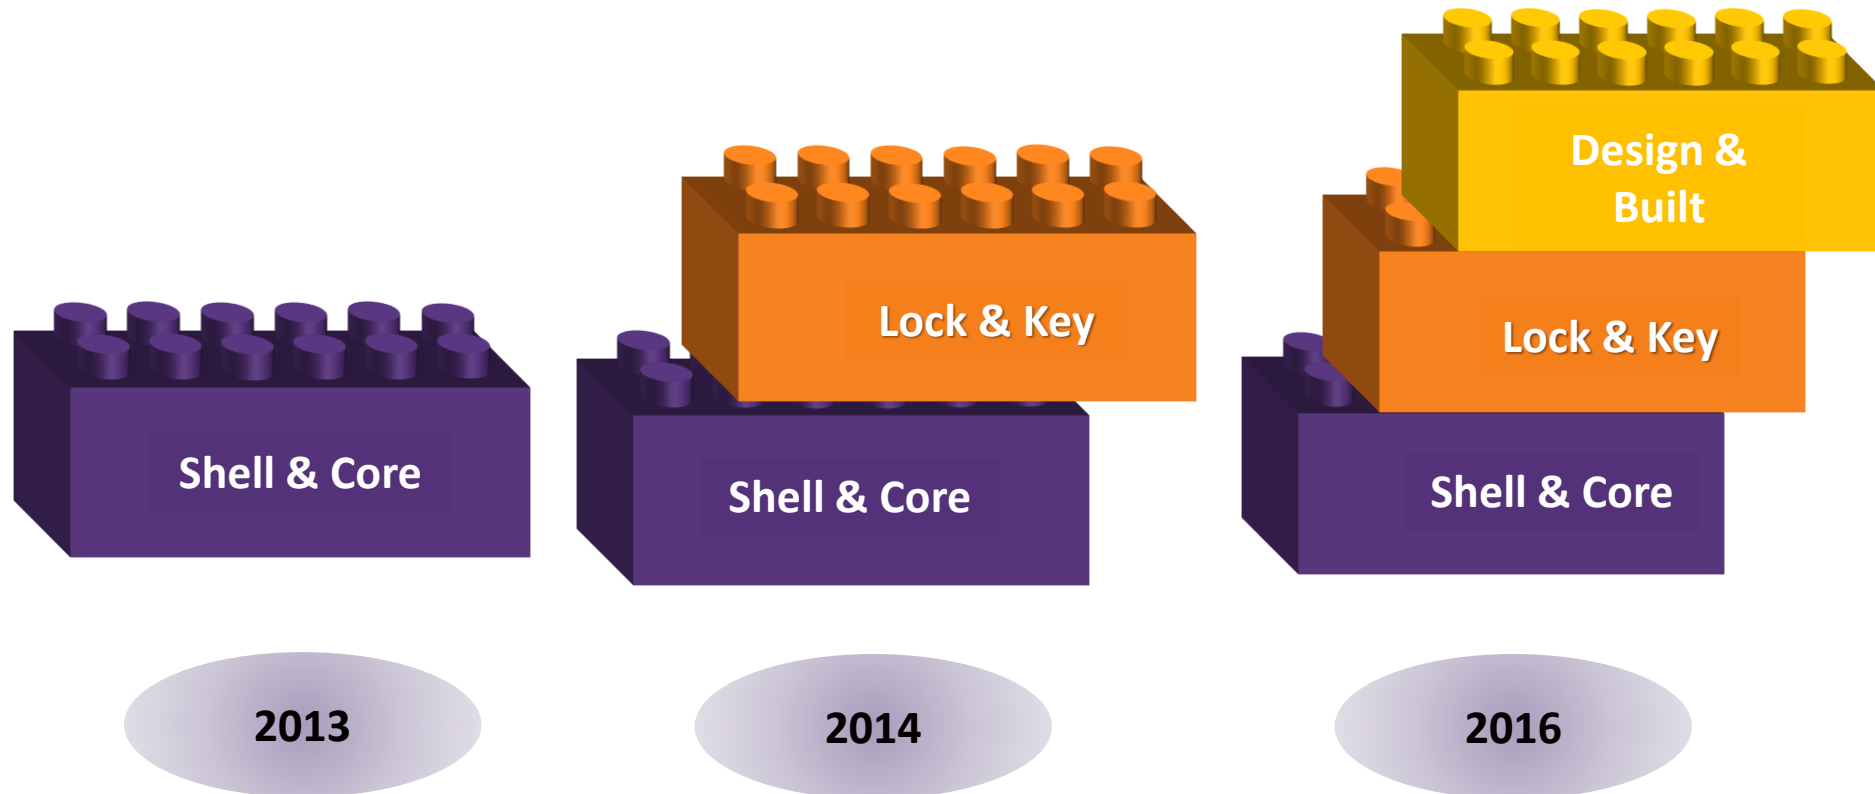 Shell & Core
Lock & Key
Shell & Core
Design &
Built
Lock & Key
Shell & Core
2013
2014
2016